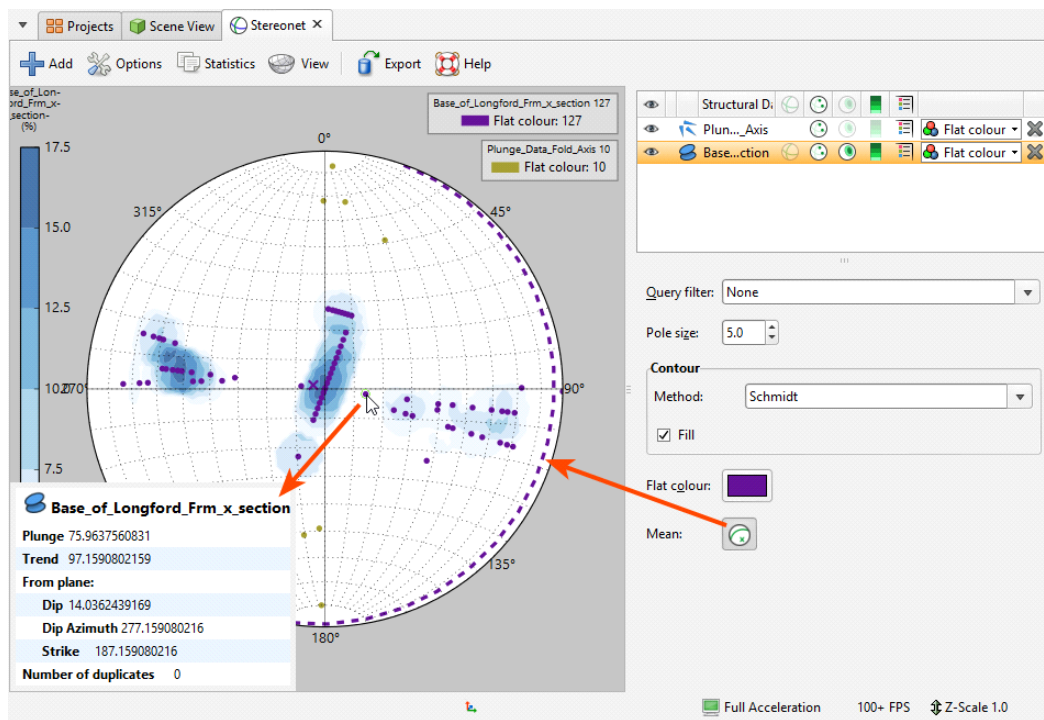 Projects Scene View Stereonet
Add Options Statistics View Export Help
se_of_Lon-
ord_Frm_x-
section-
(%)
17.5
15.0
12.5
7.5
Base_of_Longford_Frm_x_section 127
Flat colour: 127
Plunge_Data_Fold_Axis 10
Flat colour: 10
0°
45°
90°
135°
180°
270°
315°
Base_of_Longford_Frm_x_section
Plunge 75.9637560831
Trend 97.1590802159
From plane:
Dip 14.0362439169
Dip Azimuth 277.159080216
Strike 187.159080216
Number of duplicates 0
Structural D
Plun..._Axis Flat colour
Base...ction Flat colour
Query filter: None
Pole size: 5.0
Contour
Method: Schmidt
Fill
Flat colour:
Mean:
Full Acceleration 100+ FPS Z-Scale 1.0